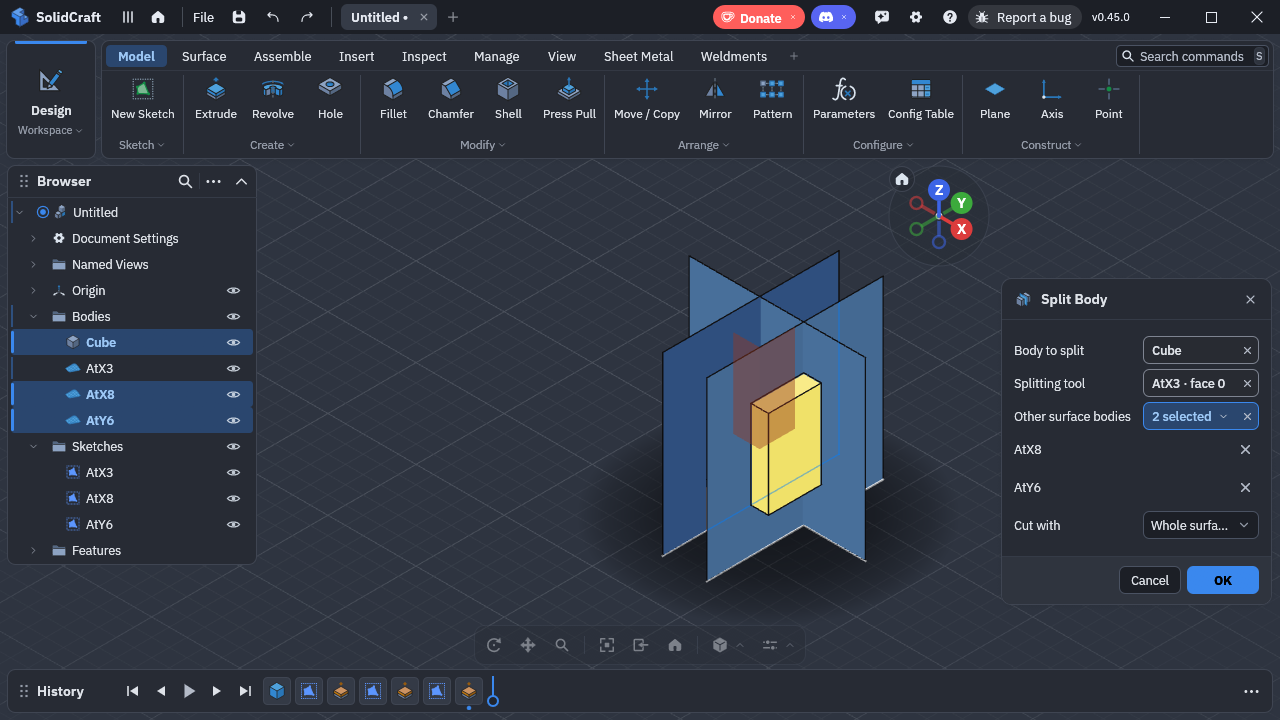 SolidCraft
File
Untitled •
Donate
Report a bug
v0.45.0
Design
Workspace
Model
Surface
Assemble
Insert
Inspect
Manage
View
Sheet Metal
Weldments
Search commands
S
New Sketch
Extrude
Revolve
Hole
Fillet
Chamfer
Shell
Press Pull
Move / Copy
Mirror
Pattern
Parameters
Config Table
Plane
Axis
Point
Sketch
Create
Modify
Arrange
Configure
Construct
Browser
Untitled
Document Settings
Named Views
Origin
Bodies
Cube
AtX3
AtX8
AtY6
Sketches
AtX3
AtX8
AtY6
Features
Z
Y
X
Split Body
Body to split
Cube
Splitting tool
AtX3 · face 0
Other surface bodies
2 selected
AtX8
AtY6
Cut with
Whole surfa...
Cancel
OK
History